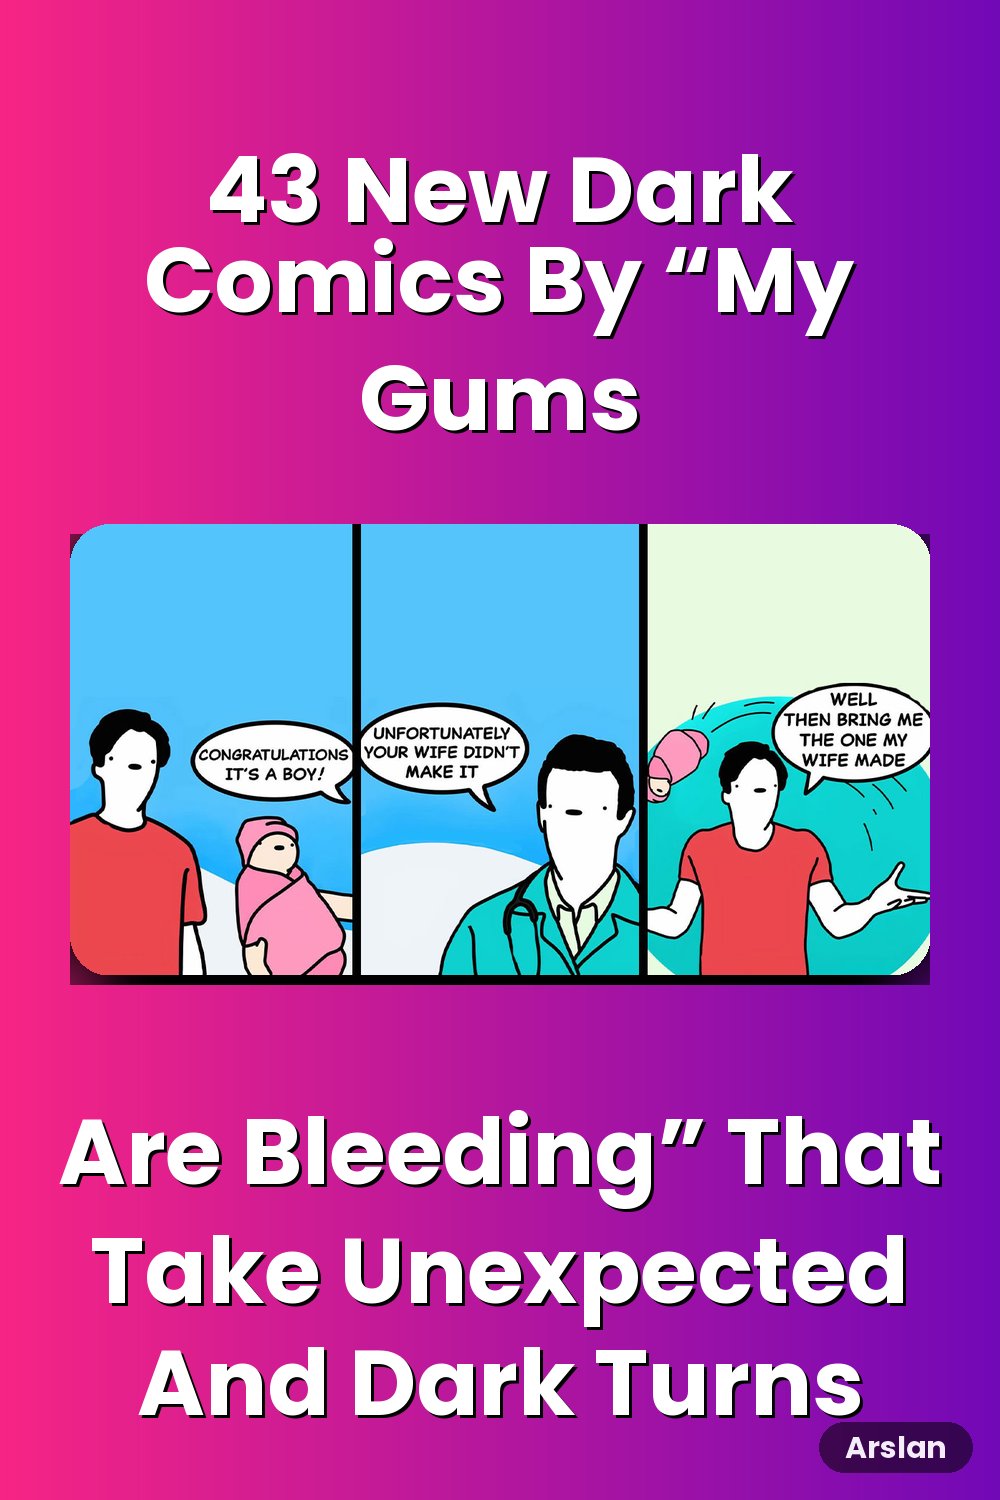 43 New Dark
Comics By “My
Gums
CONGRATULATIONS
IT'S A BOY!
UNFORTUNATELY
YOUR WIFE DIDN'T
MAKE IT
WELL
THEN BRING ME
THE ONE MY
WIFE MADE
Are Bleeding” That
Take Unexpected
And Dark Turns
Arslan